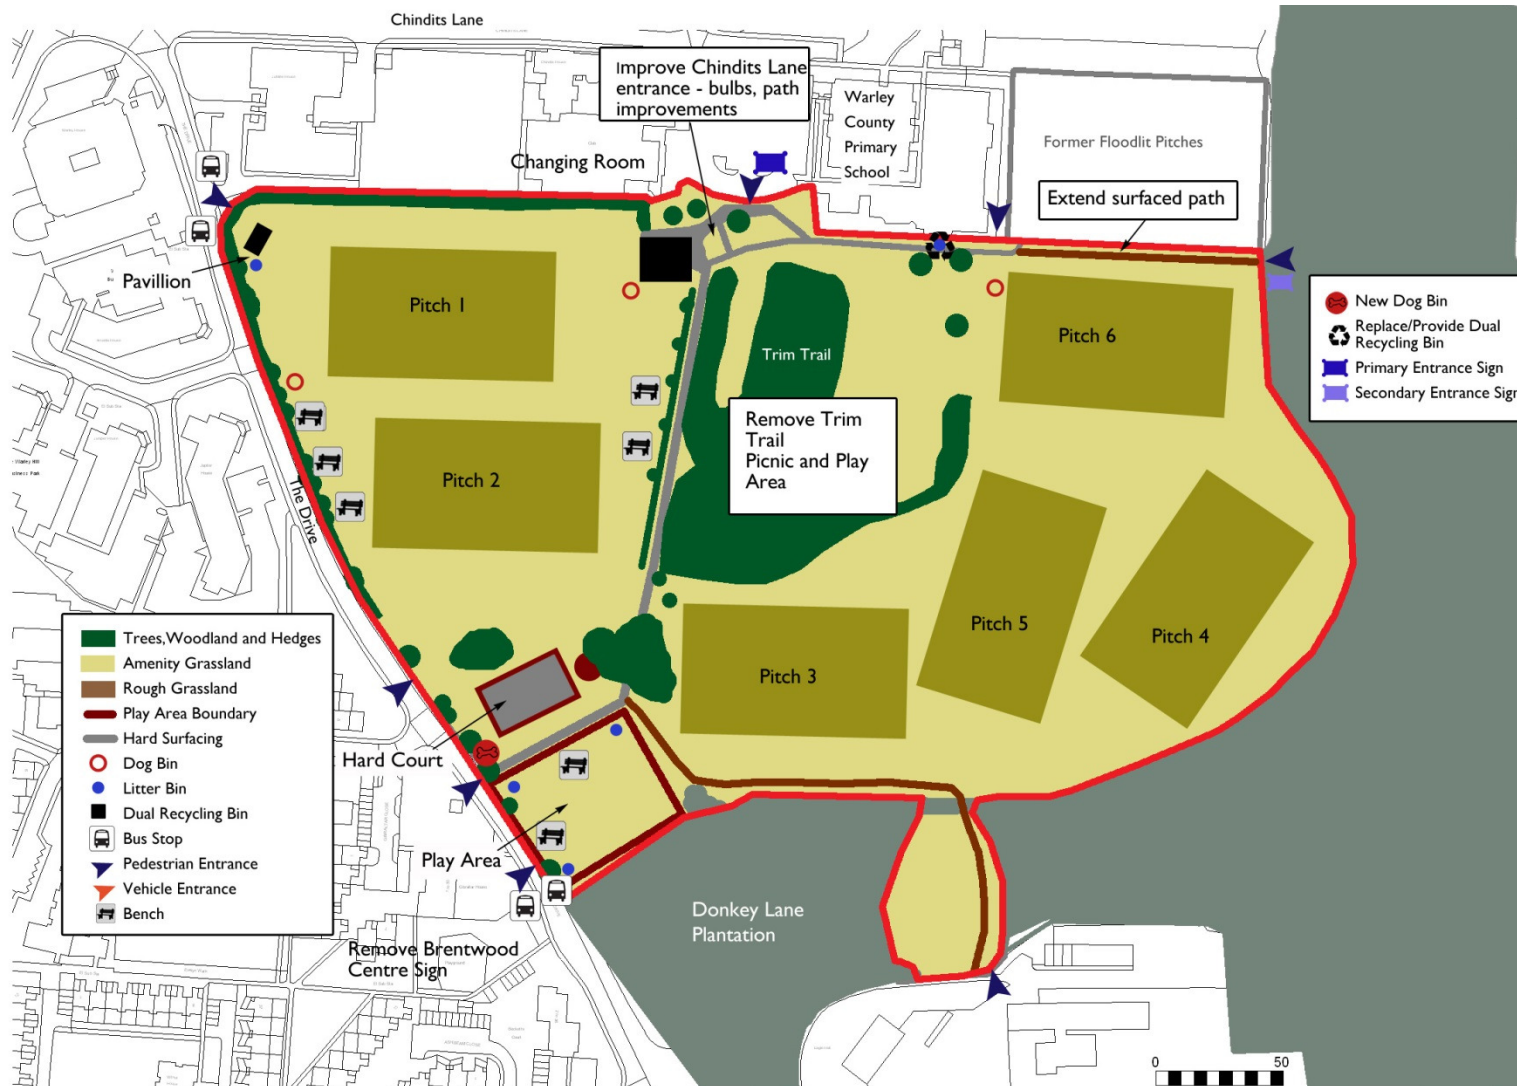 Chindits Lane
Improve Chindits Lane
entrance - bulbs, path
improvements
Warley
County
Primary
School
Former Floodlit Pitches
Changing Room
Extend surfaced path
Pavillion
Pitch 1
Pitch 6
Trim Trail
New Dog Bin
Replace/Provide Dual
Recycling Bin
Primary Entrance Sign
Secondary Entrance Sign
Remove Trim
Trail
Picnic and Play
Area
Pitch 2
The Drive
Pitch 5
Pitch 4
Pitch 3
Trees,Woodland and Hedges
Amenity Grassland
Rough Grassland
Play Area Boundary
Hard Surfacing
Dog Bin
Litter Bin
Dual Recycling Bin
Bus Stop
Pedestrian Entrance
Vehicle Entrance
Bench
Hard Court
Play Area
Donkey Lane
Plantation
Remove Brentwood
Centre Sign
0 50